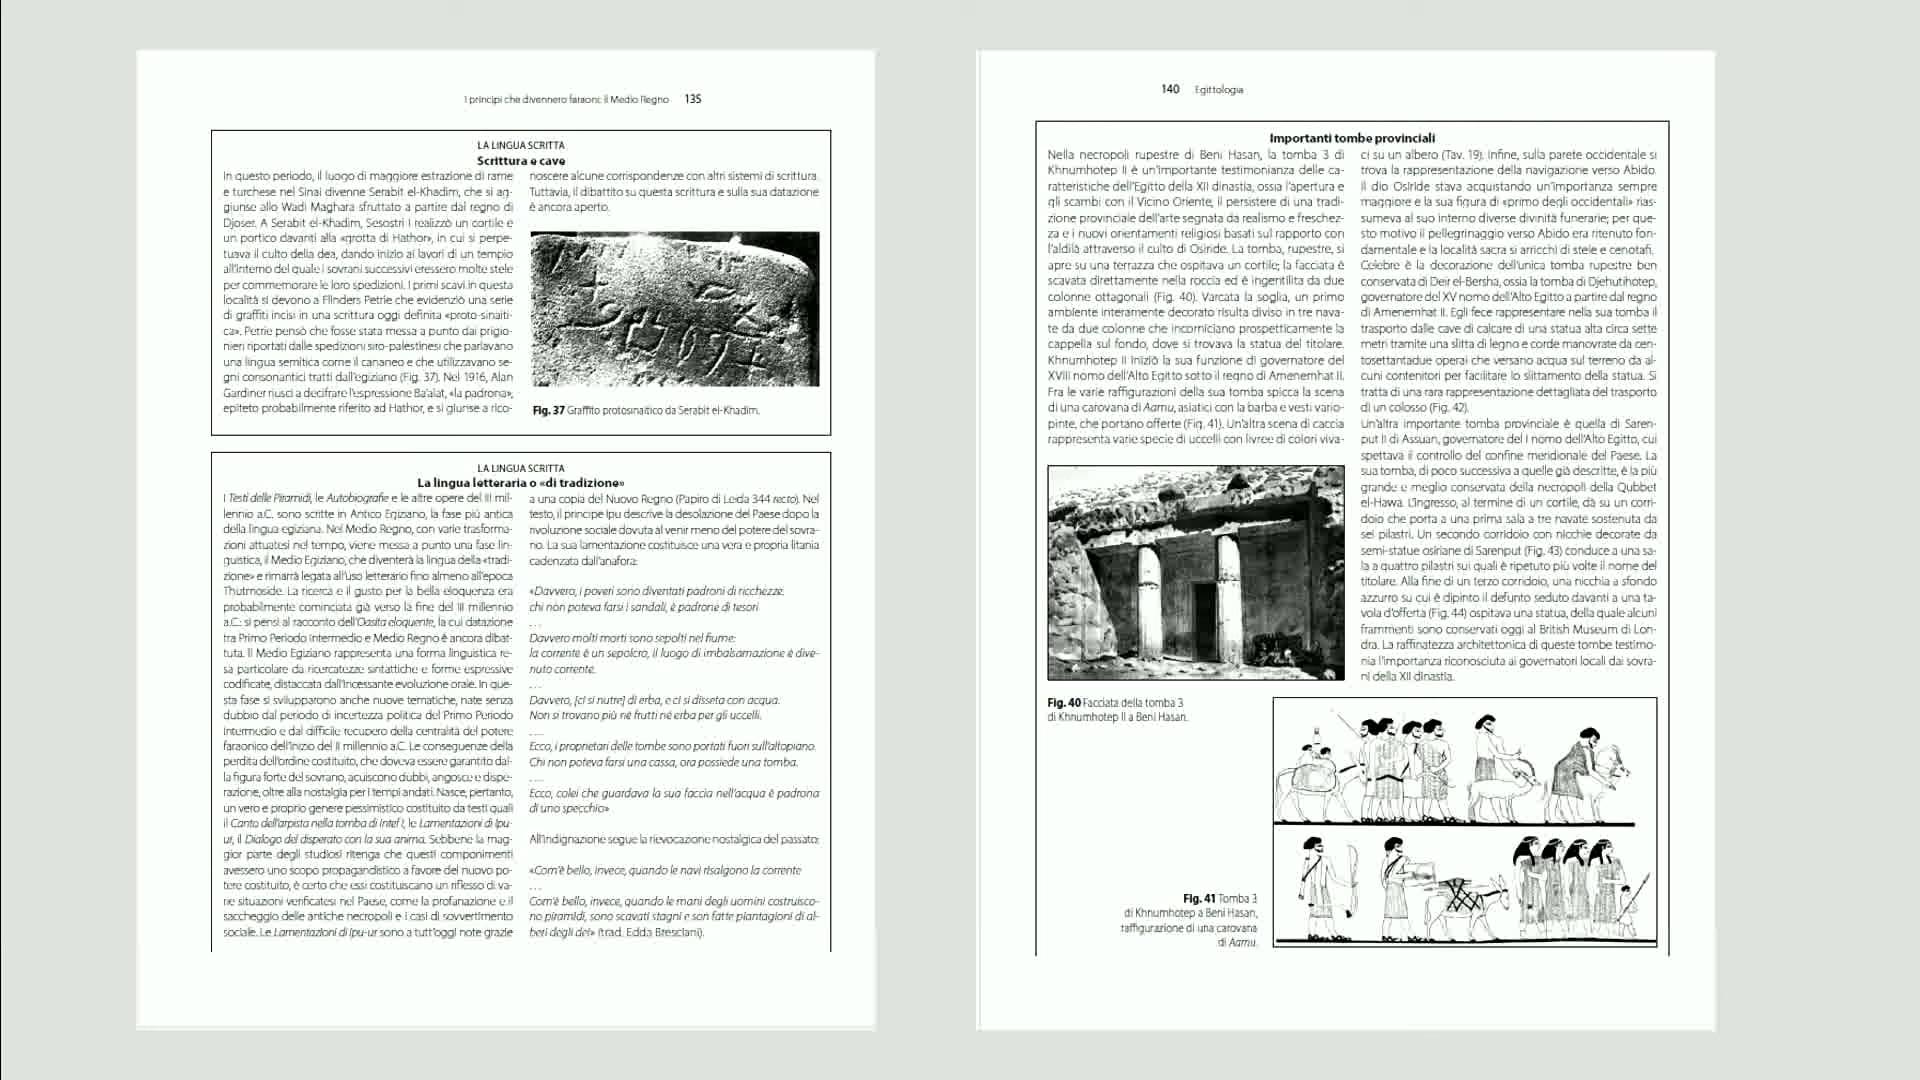 I principi che divennero faraoni: il Medio Regno 135
LA LINGUA SCRITTA
Scrittura e cave
In questo periodo, il luogo di maggiore estrazione di rame
e turchese nel Sinai divenne Serabit el-Khadim, che si ag-
giunse allo Wadi Maghara sfruttato a partire dal regno di
Djoser. A Serabit el-Khadim, Sesostri I realizzò un cortile e
un portico davanti alla «grotta di Hathor», in cui si perpe-
tuava il culto della dea, dando inizio ai lavori di un tempio
all'interno del quale i sovrani successivi eressero molte stele
per commemorare le loro spedizioni. I primi scavi in questa
località si devono a Flinders Petrie che evidenziò una serie
di graffiti incisi in una scrittura oggi definita «proto-sinaiti-
ca». Petrie pensò che fosse stata messa a punto dai prigio-
nieri riportati dalle spedizioni siro-palestinesi che parlavano
una lingua semitica come il cananeo e che utilizzavano se-
gni consonantici tratti dall'egiziano (Fig. 37). Nel 1916, Alan
Gardiner riuscì a decifrare l'espressione Ba'alat, «la padrona»,
epiteto probabilmente riferito ad Hathor, e si giunse a rico-
noscere alcune corrispondenze con altri sistemi di scrittura.
Tuttavia, il dibattito su questa scrittura e sulla sua datazione
è ancora aperto.
Fig. 37 Graffito protosinaitico da Serabit el-Khadim.
LA LINGUA SCRITTA
La lingua letteraria o «di tradizione»
I Testi delle Piramidi, le Autobiografie e le altre opere del III mil-
lennio a.C. sono scritte in Antico Egiziano, la fase più antica
della lingua egiziana. Nel Medio Regno, con varie trasforma-
zioni attuatesi nel tempo, viene messa a punto una fase lin-
guistica, il Medio Egiziano, che diventerà la lingua della «tradi-
zione» e rimarrà legata all'uso letterario fino almeno all'epoca
Thutmoside. La ricerca e il gusto per la bella eloquenza era
probabilmente cominciata già verso la fine del III millennio
a.C.: si pensi al racconto dell'Oasita eloquente, la cui datazione
tra Primo Periodo Intermedio e Medio Regno è ancora dibat-
tuta. Il Medio Egiziano rappresenta una forma linguistica re-
sa particolare da ricercatezze sintattiche e forme espressive
codificate, distaccata dall'incessante evoluzione orale. In que-
sta fase si svilupparono anche nuove tematiche, nate senza
dubbio dal periodo di incertezza politica del Primo Periodo
Intermedio e dal difficile recupero della centralità del potere
faraonico dell'inizio del II millennio a.C. Le conseguenze della
perdita dell'ordine costituito, che doveva essere garantito dal-
la figura forte del sovrano, acuiscono dubbi, angosce e dispe-
razione, oltre alla nostalgia per i tempi andati. Nasce, pertanto,
un vero e proprio genere pessimistico costituito da testi quali
il Canto dell'arpista nella tomba di Intef I, le Lamentazioni di Ipu-
ur, il Dialogo del disperato con la sua anima. Sebbene la mag-
gior parte degli studiosi ritenga che questi componimenti
avessero uno scopo propagandistico a favore del nuovo po-
tere costituito, è certo che essi costituiscano un riflesso di va-
rie situazioni verificatesi nel Paese, come la profanazione e il
saccheggio delle antiche necropoli e i casi di sovvertimento
sociale. Le Lamentazioni di Ipu-ur sono a tutt'oggi note grazie
a una copia del Nuovo Regno (Papiro di Leida 344 recto). Nel
testo, il principe Ipu descrive la desolazione del Paese dopo la
rivoluzione sociale dovuta al venir meno del potere del sovra-
no. La sua lamentazione costituisce una vera e propria litania
cadenzata dall'anafora:
«Davvero, i poveri sono diventati padroni di ricchezze.
chi non poteva farsi i sandali, è padrone di tesori
. . .
Davvero molti morti sono sepolti nel fiume:
la corrente è un sepolcro, il luogo di imbalsamazione è dive-
nuto corrente.
. . .
Davvero, [ci si nutre] di erba, e ci si disseta con acqua.
Non si trovano più né frutti né erba per gli uccelli.
. . . .
Ecco, i proprietari delle tombe sono portati fuori sull'altopiano.
Chi non poteva farsi una cassa, ora possiede una tomba.
. . . .
Ecco, colei che guardava la sua faccia nell'acqua è padrona
di uno specchio»
All'indignazione segue la rievocazione nostalgica del passato:
«Com'è bello, invece, quando le navi risalgono la corrente
. . .
Com'è bello, invece, quando le mani degli uomini costruisco-
no piramidi, sono scavati stagni e son fatte piantagioni di al-
beri degli dei» (trad. Edda Bresciani).
140 Egittologia
Importanti tombe provinciali
Nella necropoli rupestre di Beni Hasan, la tomba 3 di
Khnumhotep II è un'importante testimonianza delle ca-
ratteristiche dell'Egitto della XII dinastia, ossia l'apertura e
gli scambi con il Vicino Oriente, il persistere di una tradi-
zione provinciale dell'arte segnata da realismo e freschez-
za e i nuovi orientamenti religiosi basati sul rapporto con
l'aldilà attraverso il culto di Osiride. La tomba, rupestre, si
apre su una terrazza che ospitava un cortile; la facciata è
scavata direttamente nella roccia ed è ingentilita da due
colonne ottagonali (Fig. 40). Varcata la soglia, un primo
ambiente interamente decorato risulta diviso in tre nava-
te da due colonne che incorniciano prospetticamente la
cappella sul fondo, dove si trovava la statua del titolare.
Khnumhotep II iniziò la sua funzione di governatore del
XVIII nomo dell'Alto Egitto sotto il regno di Amenemhat II.
Fra le varie raffigurazioni della sua tomba spicca la scena
di una carovana di Aamu, asiatici con la barba e vesti vario-
pinte, che portano offerte (Fig. 41). Un'altra scena di caccia
rappresenta varie specie di uccelli con livree di colori viva-
Fig. 40 Facciata della tomba 3
di Khnumhotep II a Beni Hasan.
ci su un albero (Tav. 19). Infine, sulla parete occidentale si
trova la rappresentazione della navigazione verso Abido.
Il dio Osiride stava acquistando un'importanza sempre
maggiore e la sua figura di «primo degli occidentali» rias-
sumeva al suo interno diverse divinità funerarie; per que-
sto motivo il pellegrinaggio verso Abido era ritenuto fon-
damentale e la località sacra si arricchì di stele e cenotafi.
Celebre è la decorazione dell'unica tomba rupestre ben
conservata di Deir el-Bersha, ossia la tomba di Djehutihotep,
governatore del XV nomo dell'Alto Egitto a partire dal regno
di Amenemhat II. Egli fece rappresentare nella sua tomba il
trasporto dalle cave di calcare di una statua alta circa sette
metri tramite una slitta di legno e corde manovrate da cen-
tosettantadue operai che versano acqua sul terreno da al-
cuni contenitori per facilitare lo slittamento della statua. Si
tratta di una rara rappresentazione dettagliata del trasporto
di un colosso (Fig. 42).
Un'altra importante tomba provinciale è quella di Saren-
put II di Assuan, governatore del I nomo dell'Alto Egitto, cui
spettava il controllo del confine meridionale del Paese. La
sua tomba, di poco successiva a quelle già descritte, è la più
grande e meglio conservata della necropoli della Qubbet
el-Hawa. L'ingresso, al termine di un cortile, dà su un corri-
doio che porta a una prima sala a tre navate sostenuta da
sei pilastri. Un secondo corridoio con nicchie decorate da
semi-statue osiriane di Sarenput (Fig. 43) conduce a una sa-
la a quattro pilastri sui quali è ripetuto più volte il nome del
titolare. Alla fine di un terzo corridoio, una nicchia a sfondo
azzurro su cui è dipinto il defunto seduto davanti a una ta-
vola d'offerta (Fig. 44) ospitava una statua, della quale alcuni
frammenti sono conservati oggi al British Museum di Lon-
dra. La raffinatezza architettonica di queste tombe testimo-
nia l'importanza riconosciuta ai governatori locali dai sovra-
ni della XII dinastia.
Fig. 41 Tomba 3
di Khnumhotep a Beni Hasan,
raffigurazione di una carovana
di Aamu.